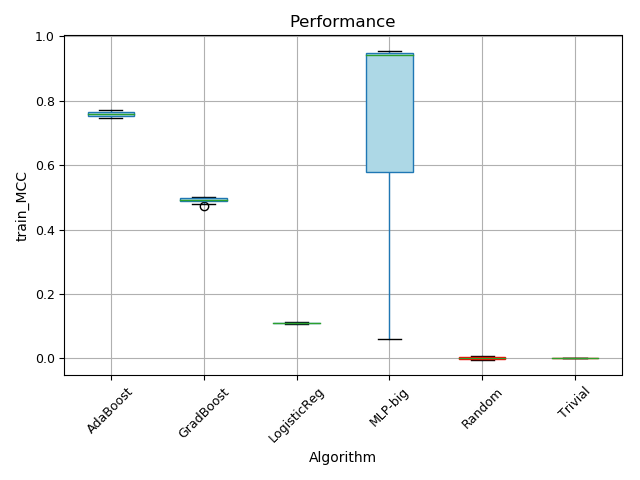 Performance
1.0
0.8
0.6
0.4
0.2
0.0
train_MCC
AdaBoost
GradBoost
LogisticReg
MLP-big
Random
Trivial
Algorithm